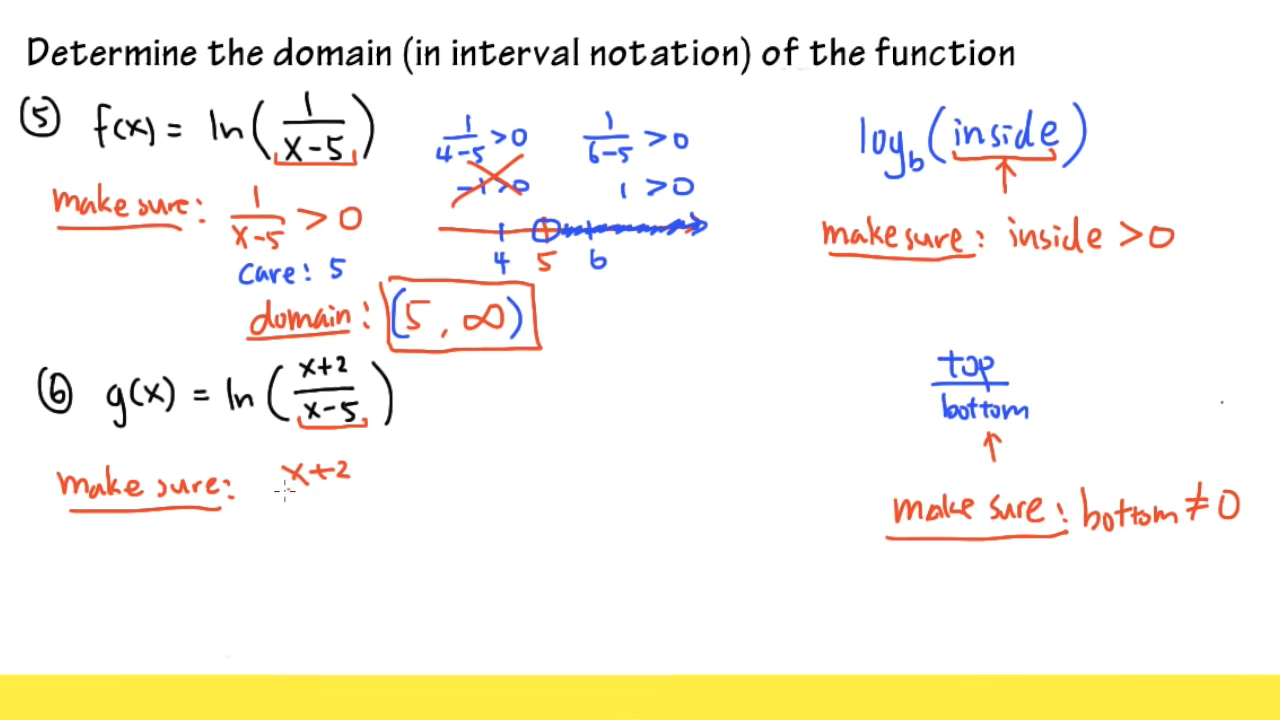 Determine the domain (in interval notation) of the function
⑤ f(x) = ln(1/(x-5))
make sure: 1/(x-5) > 0
care: 5
1/(4-5) > 0
-1 > 0
1/(6-5) > 0
1 > 0
4 5 6
domain: (5, ∞)
log_b(inside)
make sure: inside > 0
⑥ g(x) = ln((x+2)/(x-5))
make sure: x+2
top
bottom
make sure: bottom ≠ 0